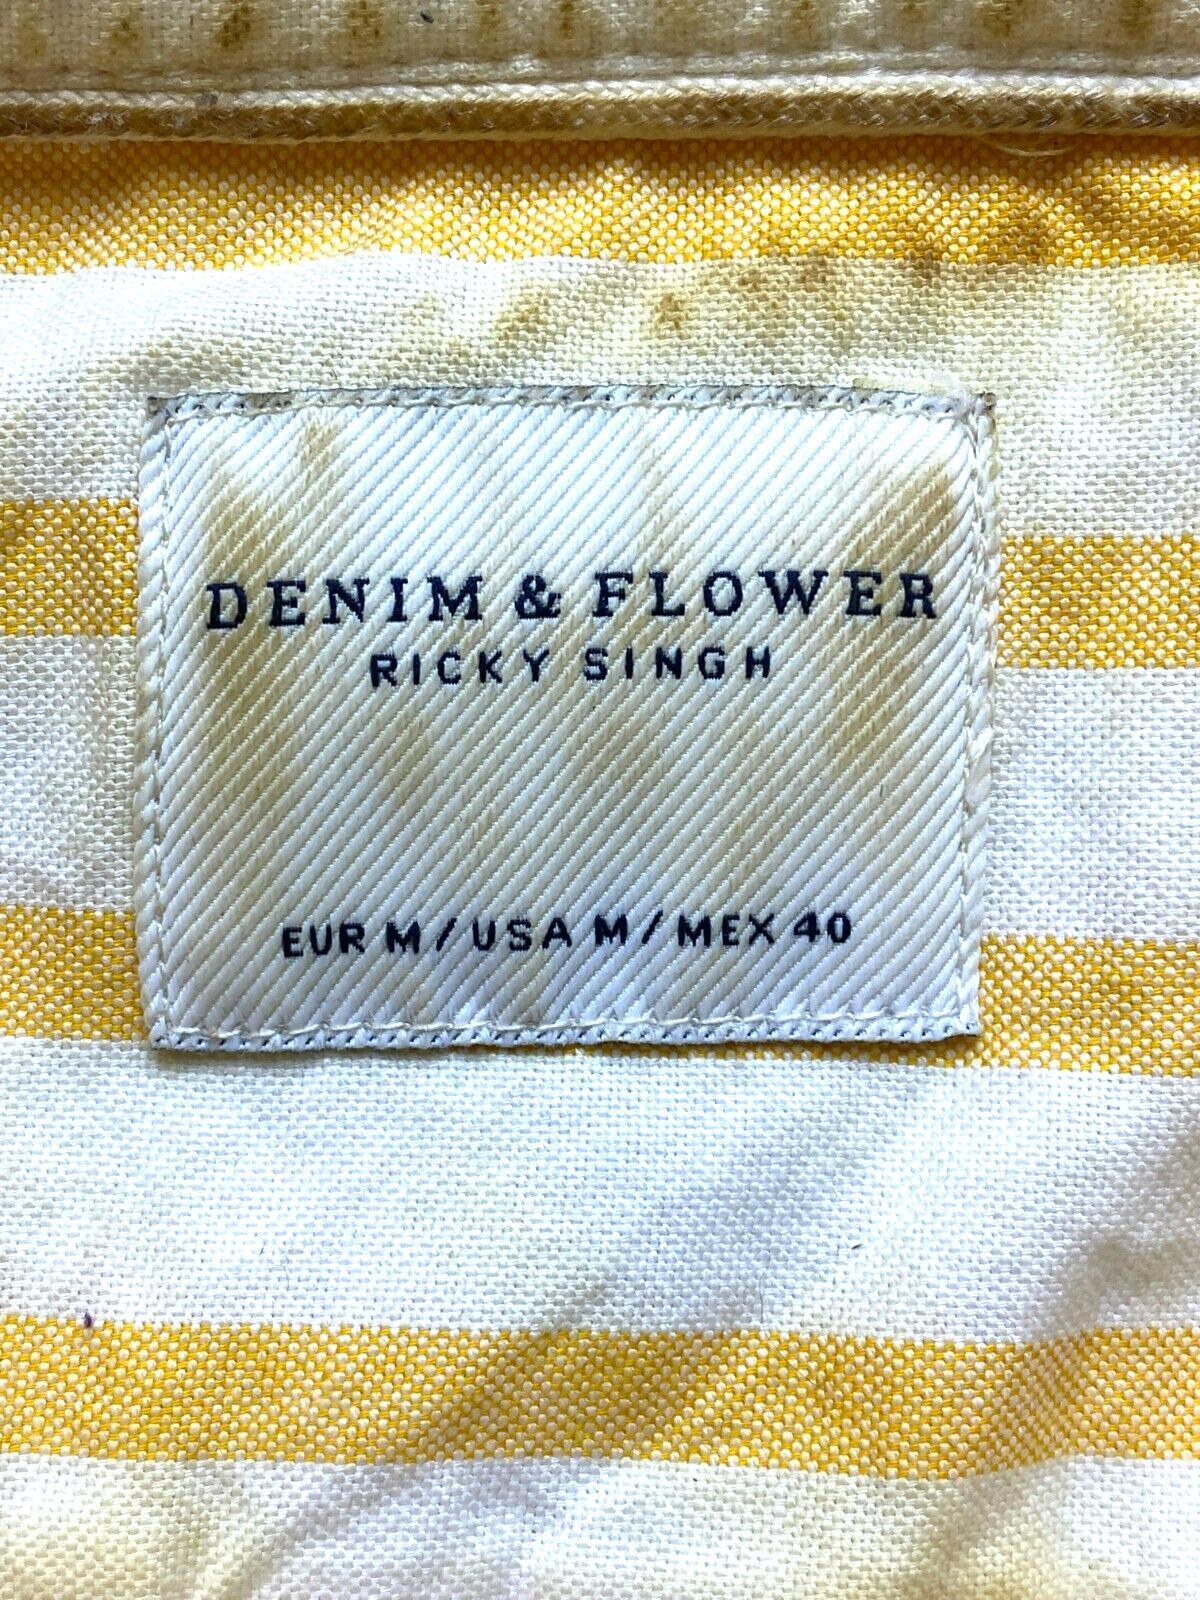 DENIM & FLOWER
RICKY SINGH
EUR M/USA M/MEX 40